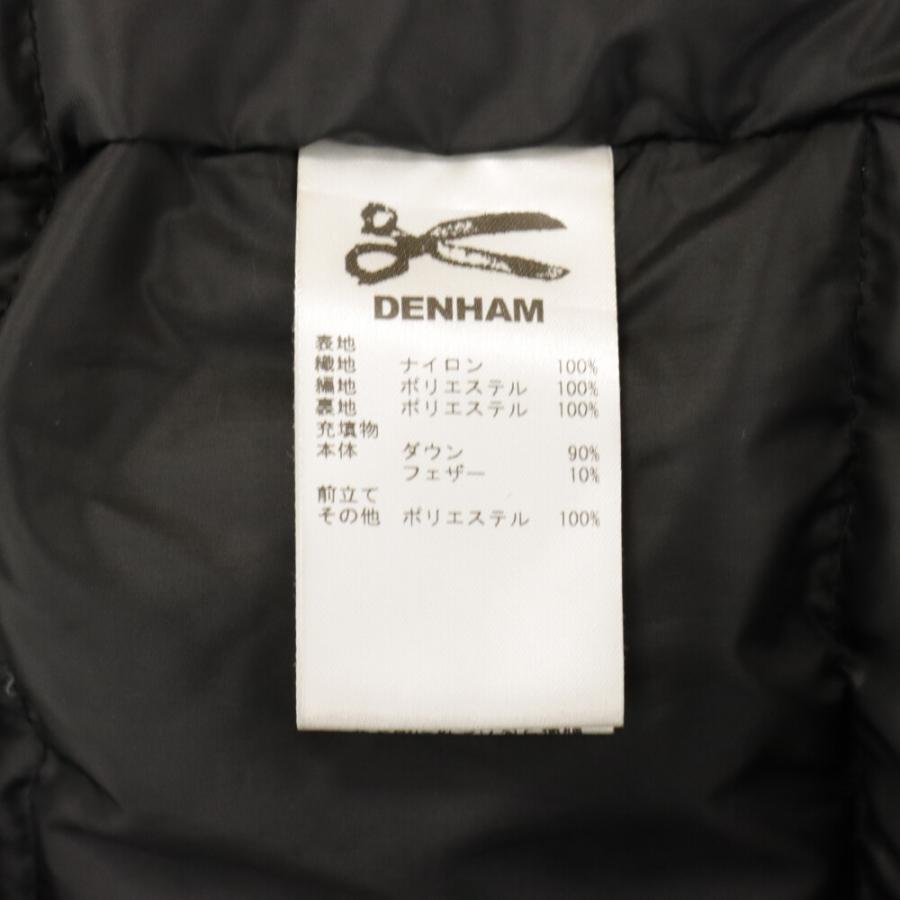 DENHAM
表地
織地 ナイロン 100%
編地 ポリエステル 100%
裏地 ポリエステル 100%
充填物
本体 ダウン 90%
フェザー 10%
前立て
その他 ポリエステル 100%